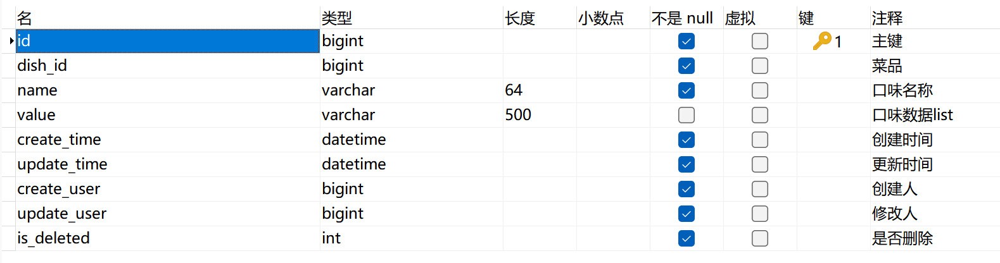 名 类型 长度 小数点 不是 null 虚拟 键 注释
id bigint 1 主键
dish_id bigint 菜品
name varchar 64 口味名称
value varchar 500 口味数据list
create_time datetime 创建时间
update_time datetime 更新时间
create_user bigint 创建人
update_user bigint 修改人
is_deleted int 是否删除